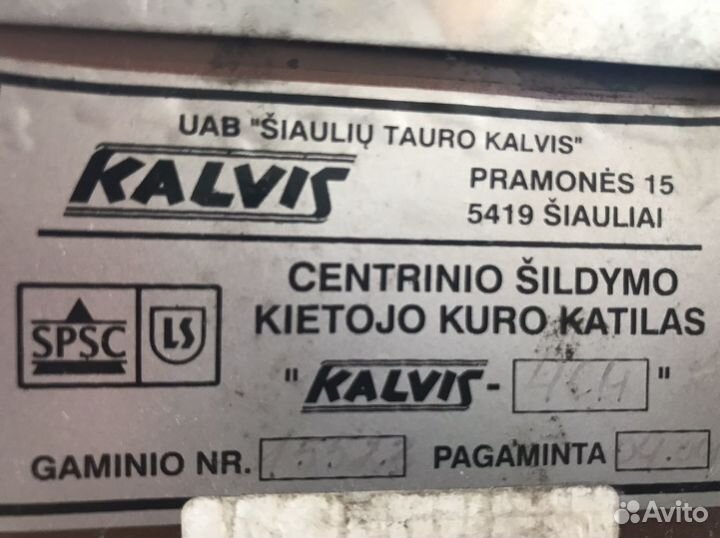 UAB "ŠIAULIŲ TAURO KALVIS"
KALVIS
PRAMONĖS 15
5419 ŠIAULIAI
SPSC
LS
CENTRINIO ŠILDYMO
KIETOJO KURO KATILAS
"KALVIS- "
GAMINIO NR. PAGAMINTA
Avito